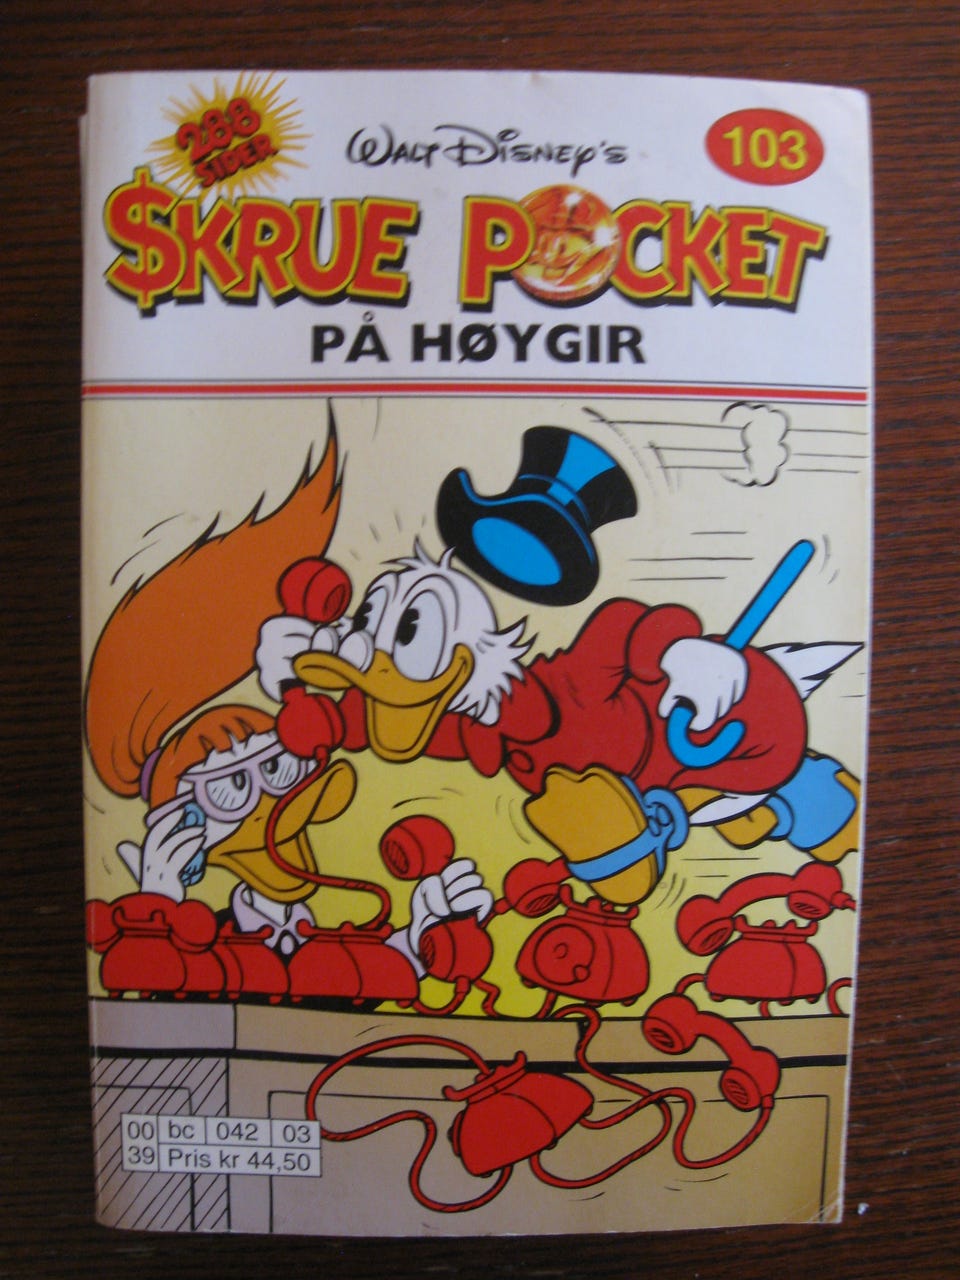 288
SIDER
WALT DISNEY'S
103
$KRUE POCKET
PÅ HØYGIR
00 bc 042 03
39 Pris kr 44,50